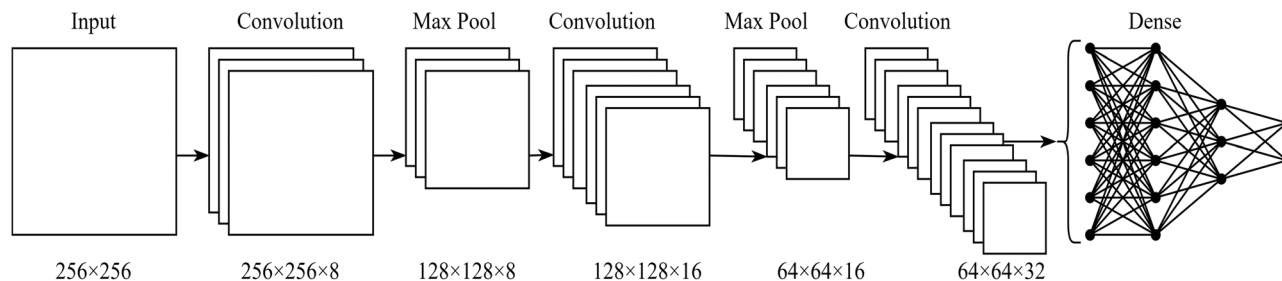 Input Convolution Max Pool Convolution Max Pool Convolution Dense
256×256 256×256×8 128×128×8 128×128×16 64×64×16 64×64×32